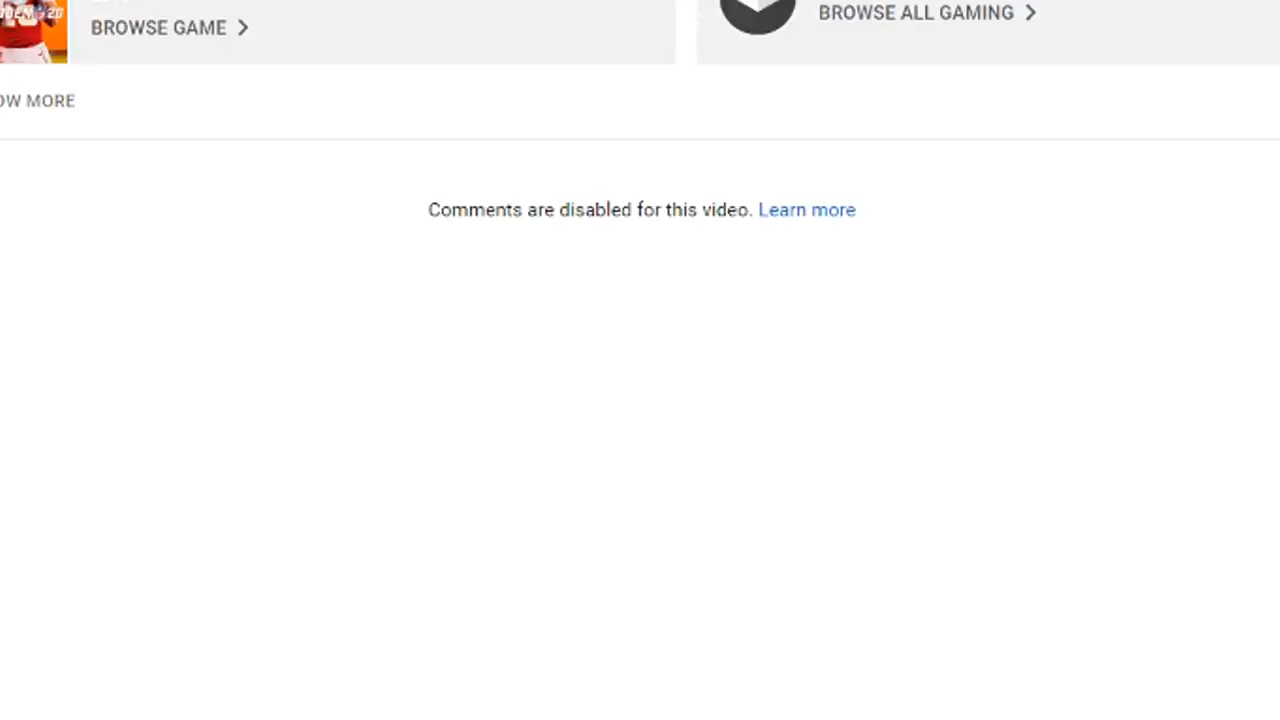 BROWSE GAME
BROWSE ALL GAMING
OW MORE
Comments are disabled for this video. Learn more